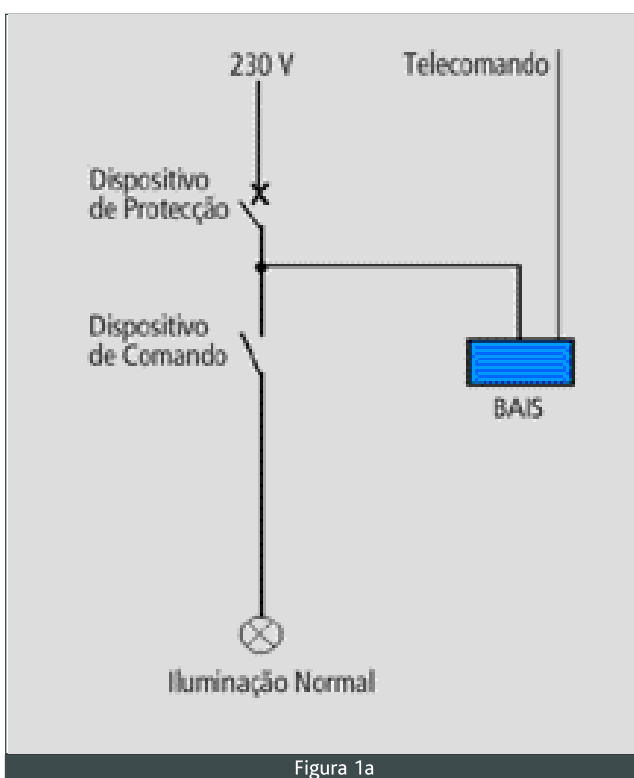 230 V
Telecomando
Dispositivo
de Protecção
Dispositivo
de Comando
BAIS
Iluminação Normal
Figura 1a